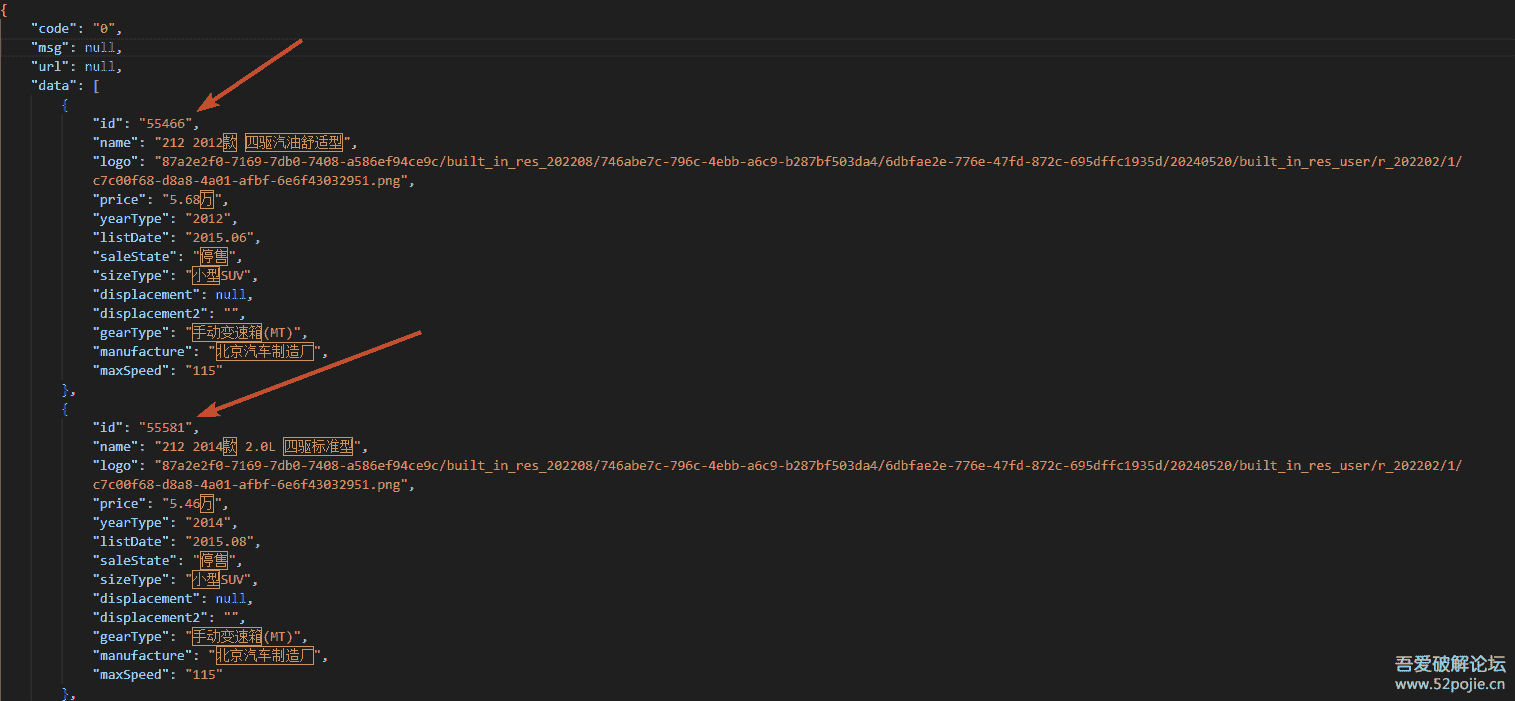 {
"code": "0",
"msg": null,
"url": null,
"data": [
{
"id": "55466",
"name": "212 2012款 四驱汽油舒适型",
"logo": "87a2e2f0-7169-7db0-7408-a586ef94ce9c/built_in_res_202208/746abe7c-796c-4ebb-a6c9-b287bf503da4/6dbfae2e-776e-47fd-872c-695dffc1935d/20240520/built_in_res_user/r_202202/1/
c7c00f68-d8a8-4a01-afbf-6e6f43032951.png",
"price": "5.68万",
"yearType": "2012",
"listDate": "2015.06",
"saleState": "停售",
"sizeType": "小型SUV",
"displacement": null,
"displacement2": "",
"gearType": "手动变速箱(MT)",
"manufacture": "北京汽车制造厂",
"maxSpeed": "115"
},
{
"id": "55581",
"name": "212 2014款 2.0L 四驱标准型",
"logo": "87a2e2f0-7169-7db0-7408-a586ef94ce9c/built_in_res_202208/746abe7c-796c-4ebb-a6c9-b287bf503da4/6dbfae2e-776e-47fd-872c-695dffc1935d/20240520/built_in_res_user/r_202202/1/
c7c00f68-d8a8-4a01-afbf-6e6f43032951.png",
"price": "5.46万",
"yearType": "2014",
"listDate": "2015.08",
"saleState": "停售",
"sizeType": "小型SUV",
"displacement": null,
"displacement2": "",
"gearType": "手动变速箱(MT)",
"manufacture": "北京汽车制造厂",
"maxSpeed": "115"
},
吾爱破解论坛
www.52pojie.cn